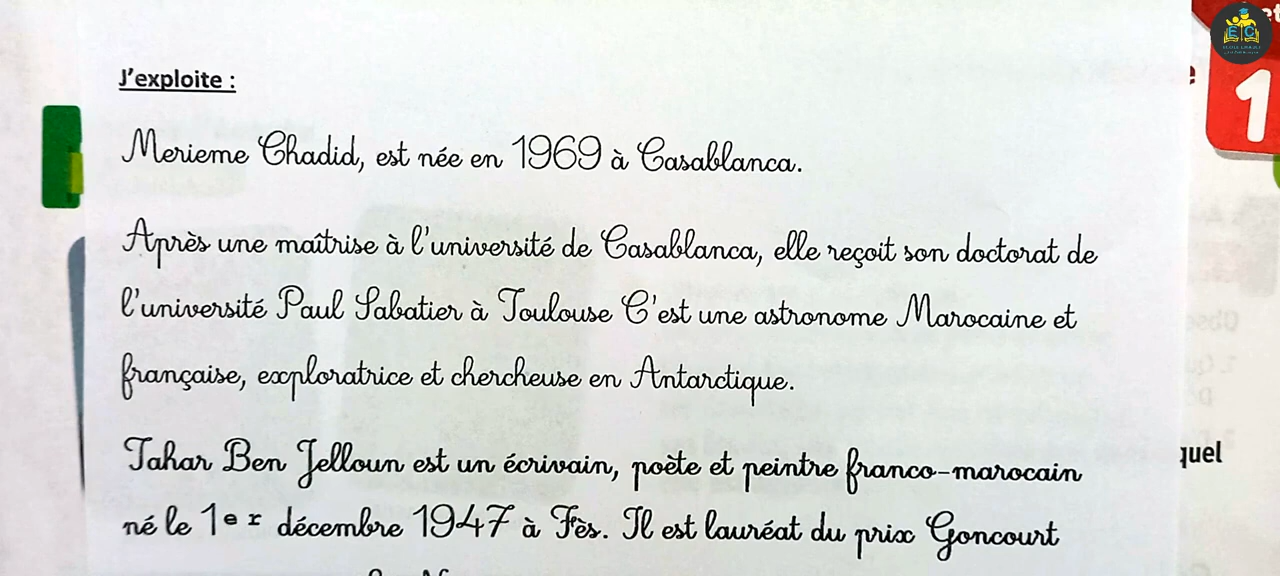 J'exploite :
Merieme Chadid, est née en 1969 à Casablanca.
Après une maîtrise à l'université de Casablanca, elle reçoit son doctorat de
l'université Paul Sabatier à Toulouse C'est une astronome Marocaine et
française, exploratrice et chercheuse en Antarctique.
Tahar Ben Jelloun est un écrivain, poète et peintre franco-marocain
né le 1er décembre 1947 à Fès. Il est lauréat du prix Goncourt
quel
1
EC